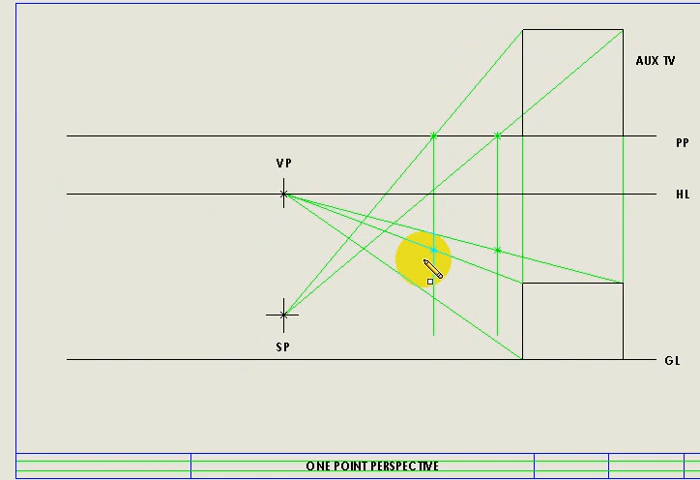 AUX TV
PP
VP
HL
SP
GL
ONE POINT PERSPECTIVE